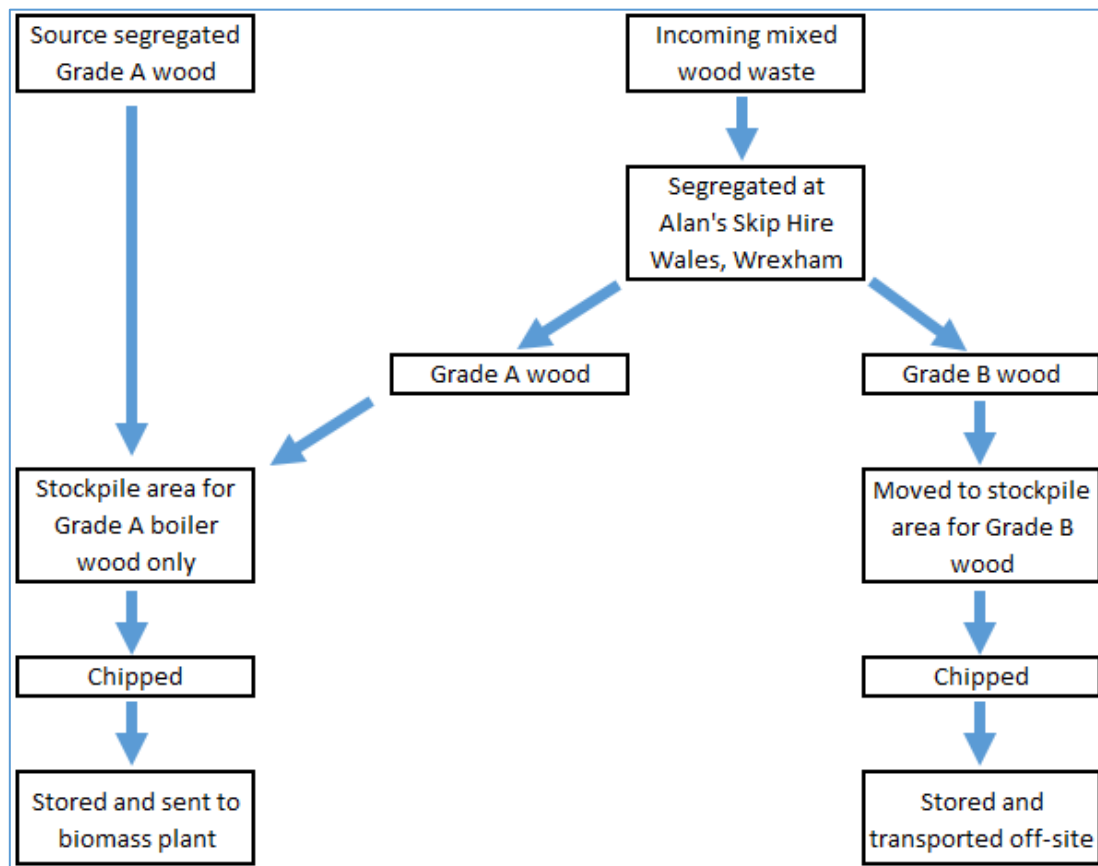 Source segregated
Grade A wood
Incoming mixed
wood waste
Segregated at
Alan's Skip Hire
Wales, Wrexham
Grade A wood
Grade B wood
Stockpile area for
Grade A boiler
wood only
Moved to stockpile
area for Grade B
wood
Chipped
Chipped
Stored and sent to
biomass plant
Stored and
transported off-site